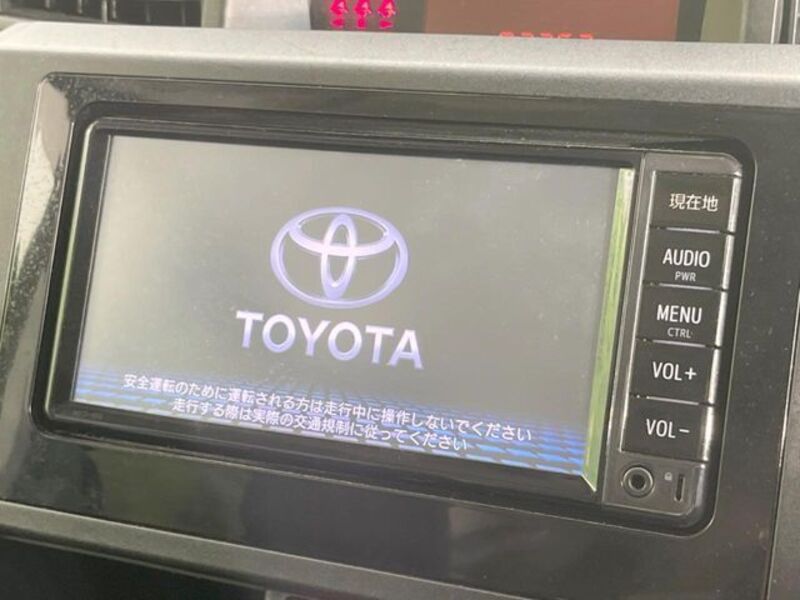 現在地
AUDIO
PWR
MENU
CTRL
VOL+
VOL-
TOYOTA
安全運転のために運転される方は走行中に操作しないでください
走行する際は実際の交通規制に従ってください